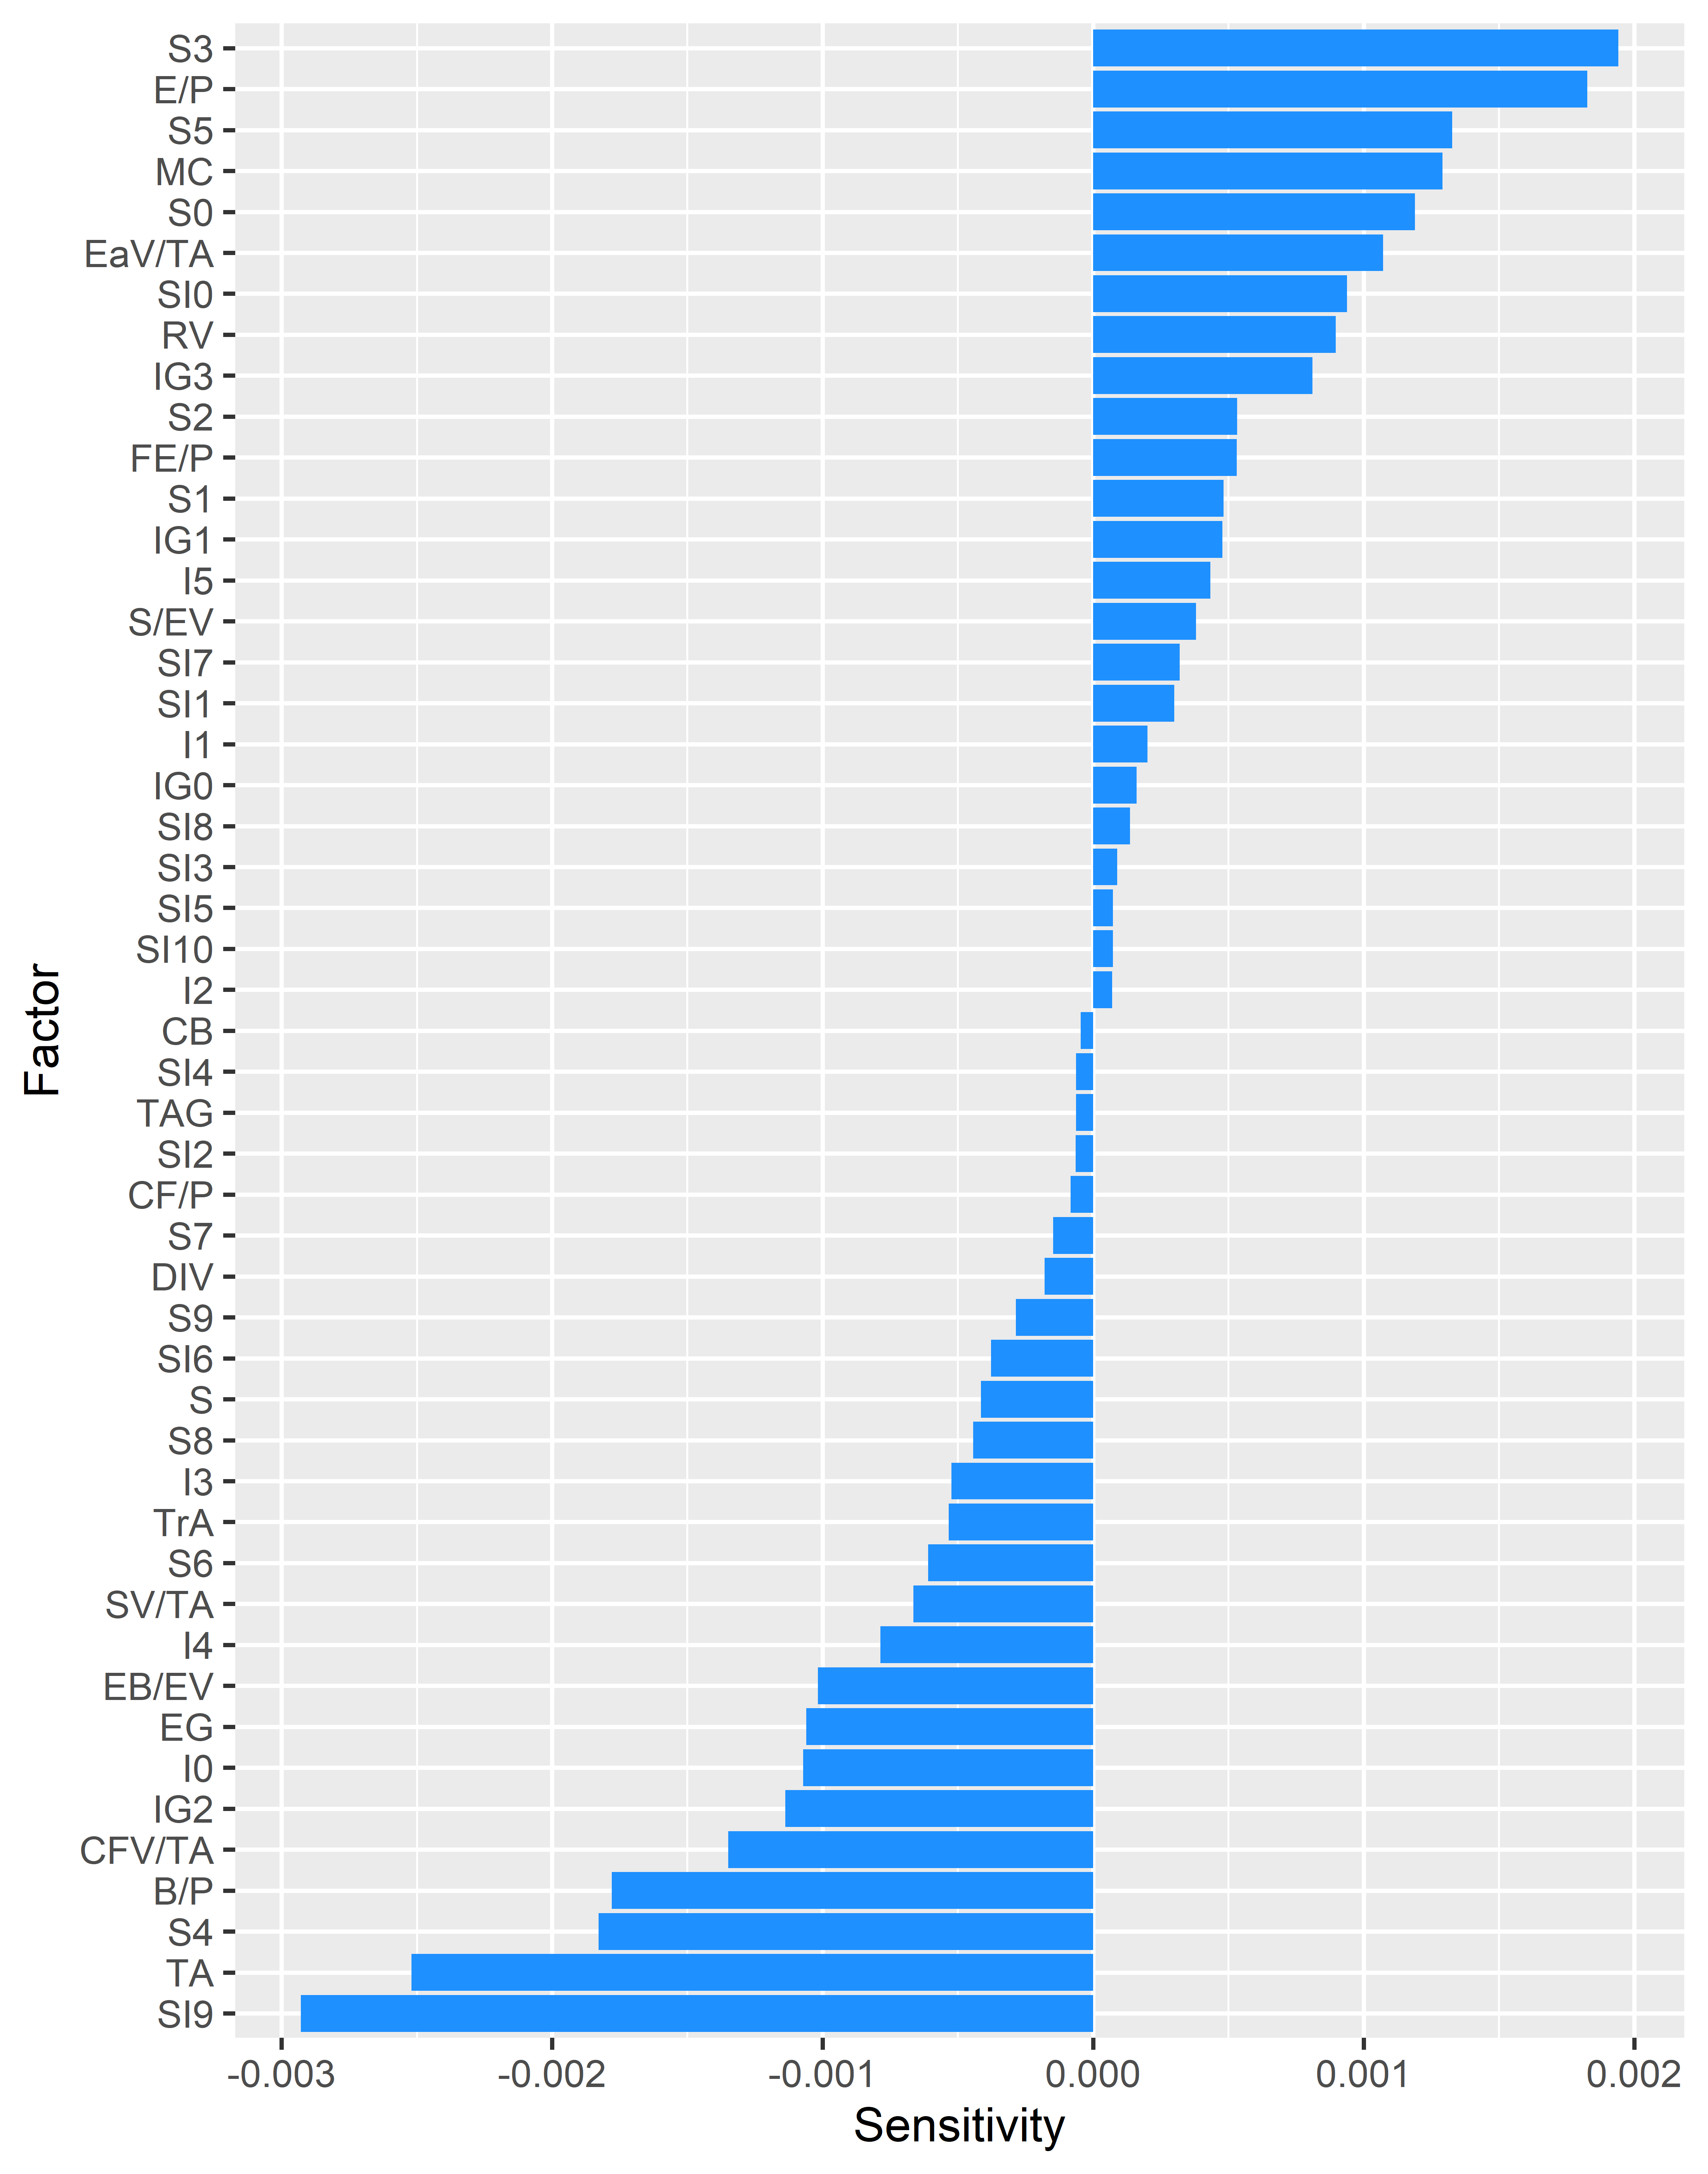 S3
E/P
S5
MC
S0
EaV/TA
SI0
RV
IG3
S2
FE/P
S1
IG1
I5
S/EV
SI7
SI1
I1
IG0
SI8
SI3
SI5
SI10
I2
CB
SI4
TAG
SI2
CF/P
S7
DIV
S9
SI6
S
S8
I3
TrA
S6
SV/TA
I4
EB/EV
EG
I0
IG2
CFV/TA
B/P
S4
TA
SI9
Factor
-0.003 -0.002 -0.001 0.000 0.001 0.002
Sensitivity